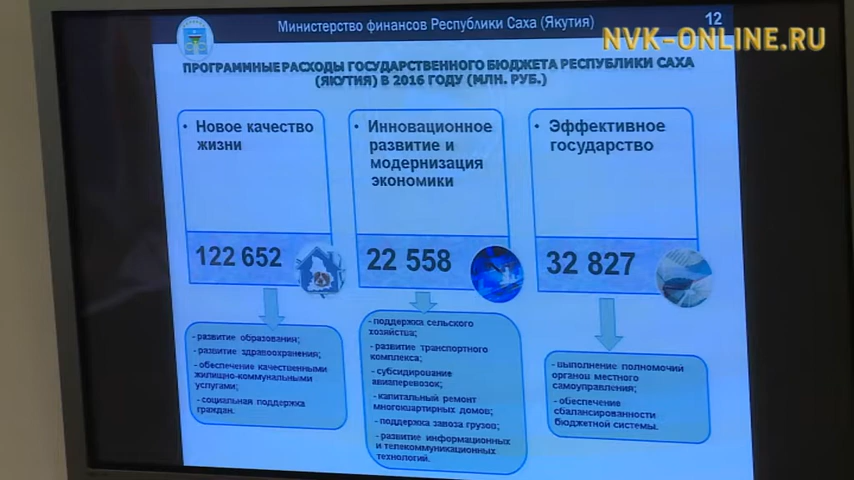 Министерство финансов Республики Саха (Якутия)
12
NVK-ONLINE.RU
ПРОГРАММНЫЕ РАСХОДЫ ГОСУДАРСТВЕННОГО БЮДЖЕТА РЕСПУБЛИКИ САХА
(ЯКУТИЯ) В 2016 ГОДУ (МЛН. РУБ.)
• Новое качество
жизни
122 652
- развитие образования;
- развитие здравоохранения;
- обеспечение качественными
жилищно-коммунальными
услугами;
- социальная поддержка
граждан.
• Инновационное
развитие и
модернизация
экономики
22 558
- поддержка сельского
хозяйства;
- развитие транспортного
комплекса;
- субсидирование
авиаперевозок;
- капитальный ремонт
многоквартирных домов;
- поддержка завоза грузов;
- развитие информационных
и телекоммуникационных
технологий.
• Эффективное
государство
32 827
- выполнение полномочий
органов местного
самоуправления;
- обеспечение
сбалансированности
бюджетной системы.